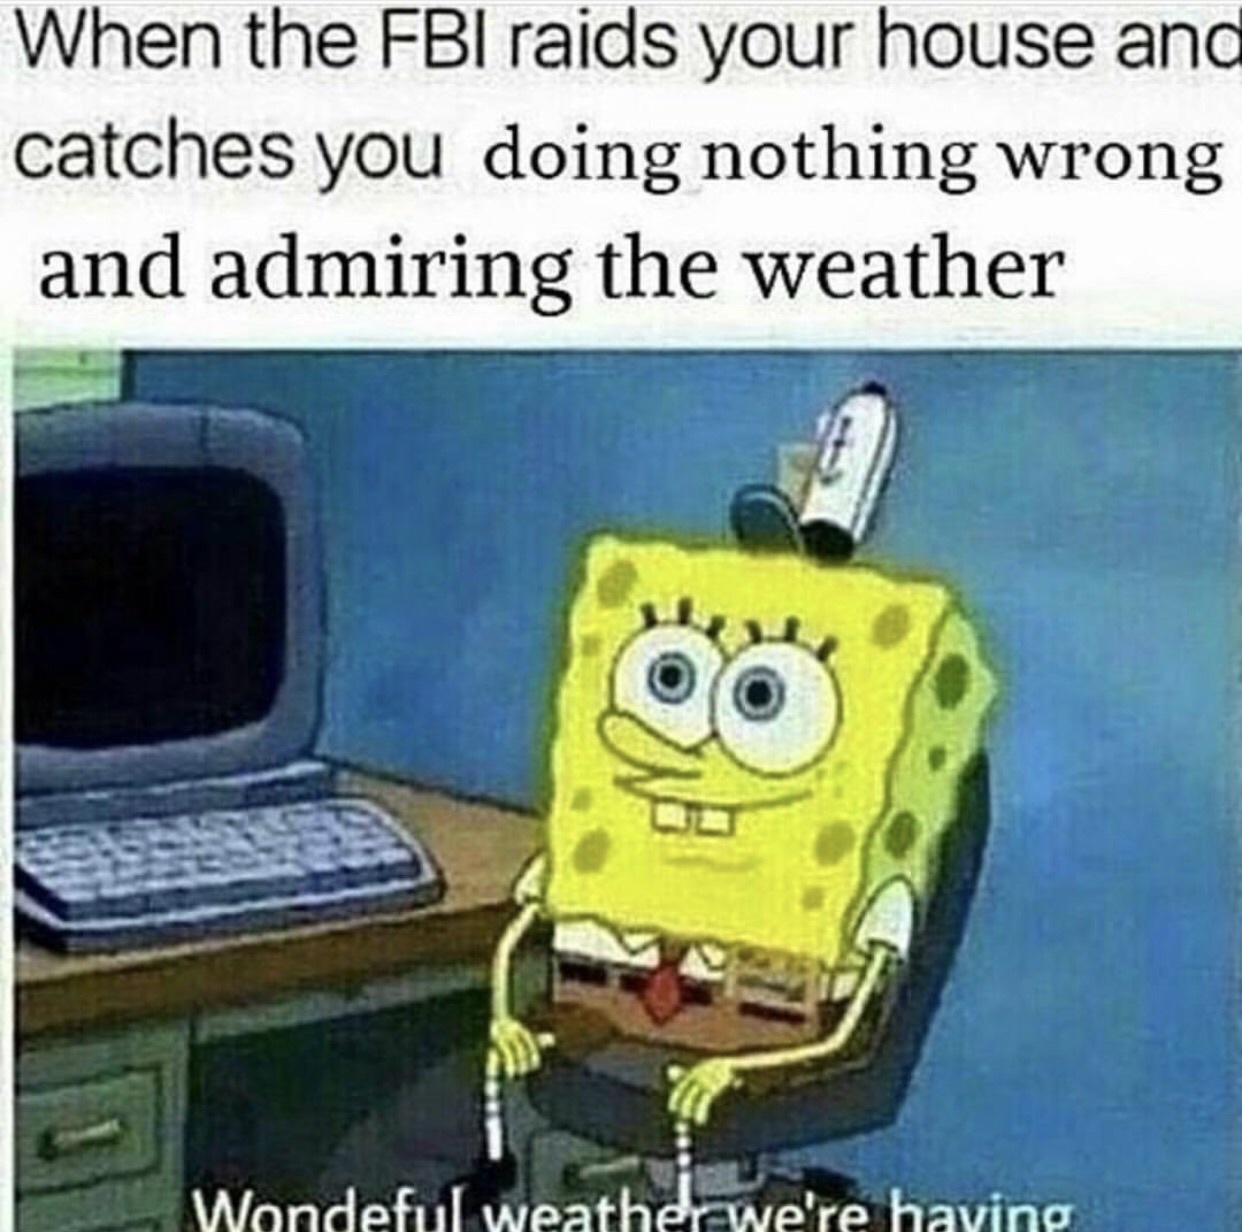 When the FBI raids your house and
catches you doing nothing wrong
and admiring the weather
Wondeful weather we're having